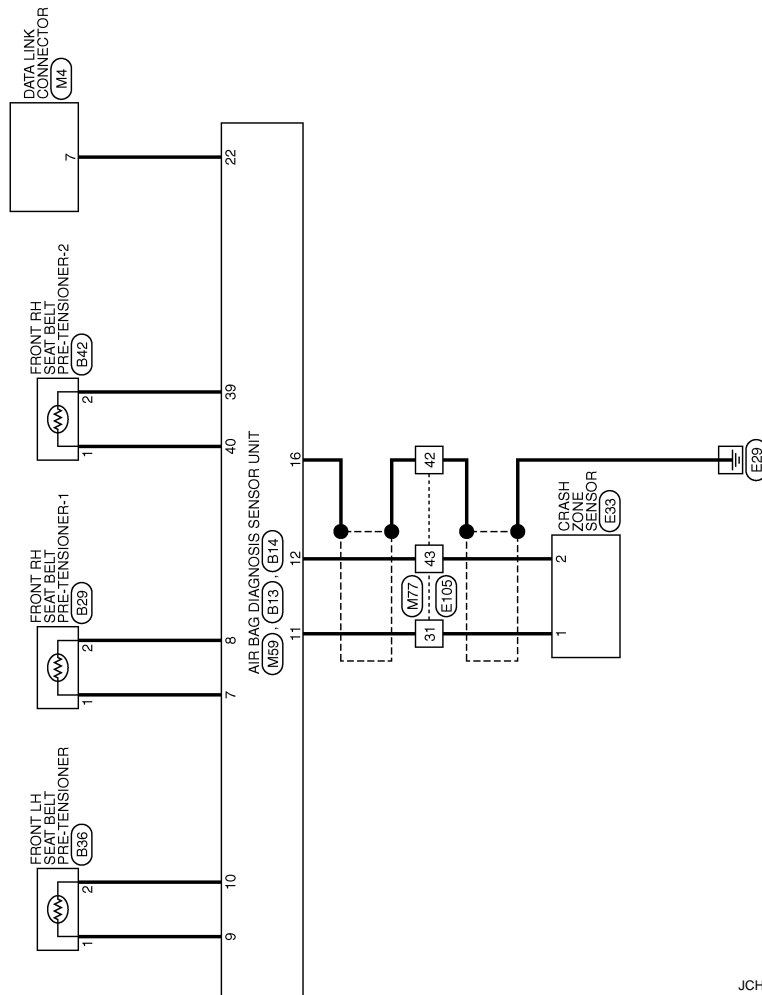 DATA LINK
CONNECTOR
M4
7
22
FRONT RH
SEAT BELT
PRE-TENSIONER-2
B42
1
2
40
39
FRONT RH
SEAT BELT
PRE-TENSIONER-1
B29
1
2
7
8
FRONT LH
SEAT BELT
PRE-TENSIONER
B36
1
2
9
10
AIR BAG DIAGNOSIS SENSOR UNIT
M59 , B13 , B14
11
12
16
31
43
42
M77
E105
1
2
CRASH
ZONE
SENSOR
E33
E29
JCH